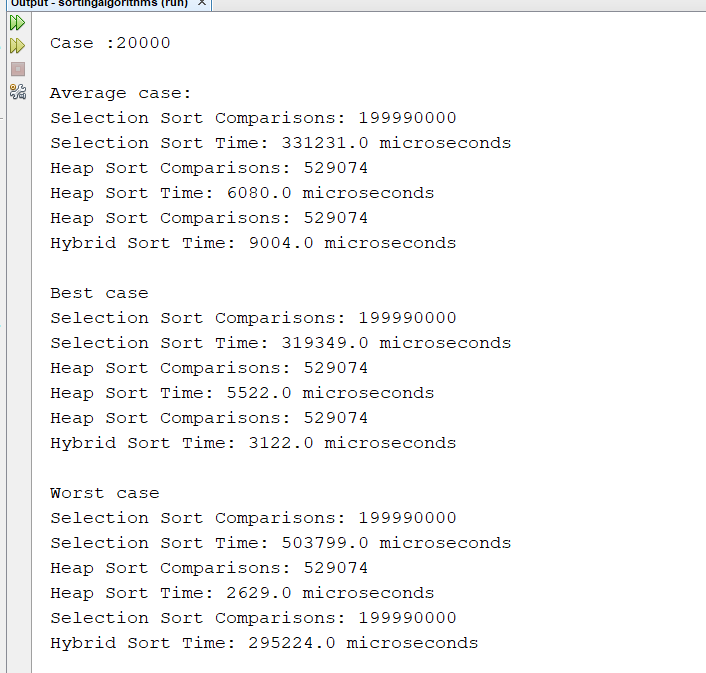 Output - sortingalgorithms (run) ×
Case :20000
Average case:
Selection Sort Comparisons: 199990000
Selection Sort Time: 331231.0 microseconds
Heap Sort Comparisons: 529074
Heap Sort Time: 6080.0 microseconds
Heap Sort Comparisons: 529074
Hybrid Sort Time: 9004.0 microseconds
Best case
Selection Sort Comparisons: 199990000
Selection Sort Time: 319349.0 microseconds
Heap Sort Comparisons: 529074
Heap Sort Time: 5522.0 microseconds
Heap Sort Comparisons: 529074
Hybrid Sort Time: 3122.0 microseconds
Worst case
Selection Sort Comparisons: 199990000
Selection Sort Time: 503799.0 microseconds
Heap Sort Comparisons: 529074
Heap Sort Time: 2629.0 microseconds
Selection Sort Comparisons: 199990000
Hybrid Sort Time: 295224.0 microseconds